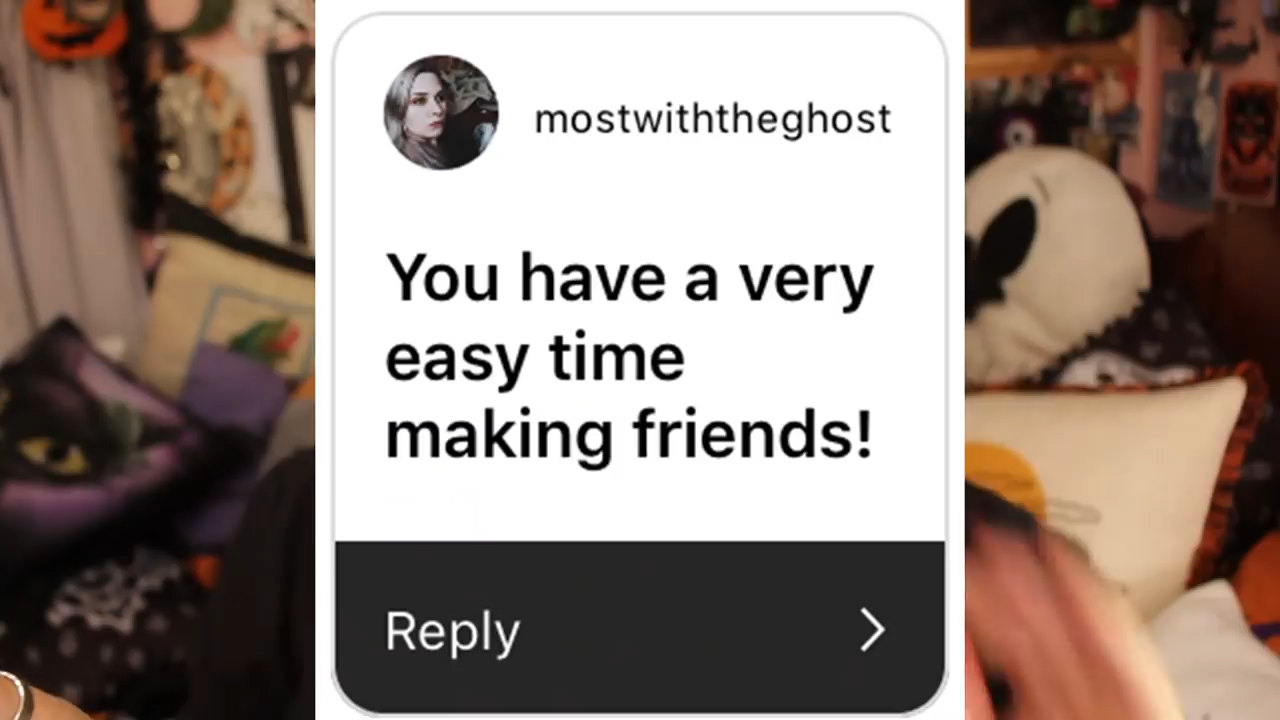 mostwiththeghost
You have a very
easy time
making friends!
Reply